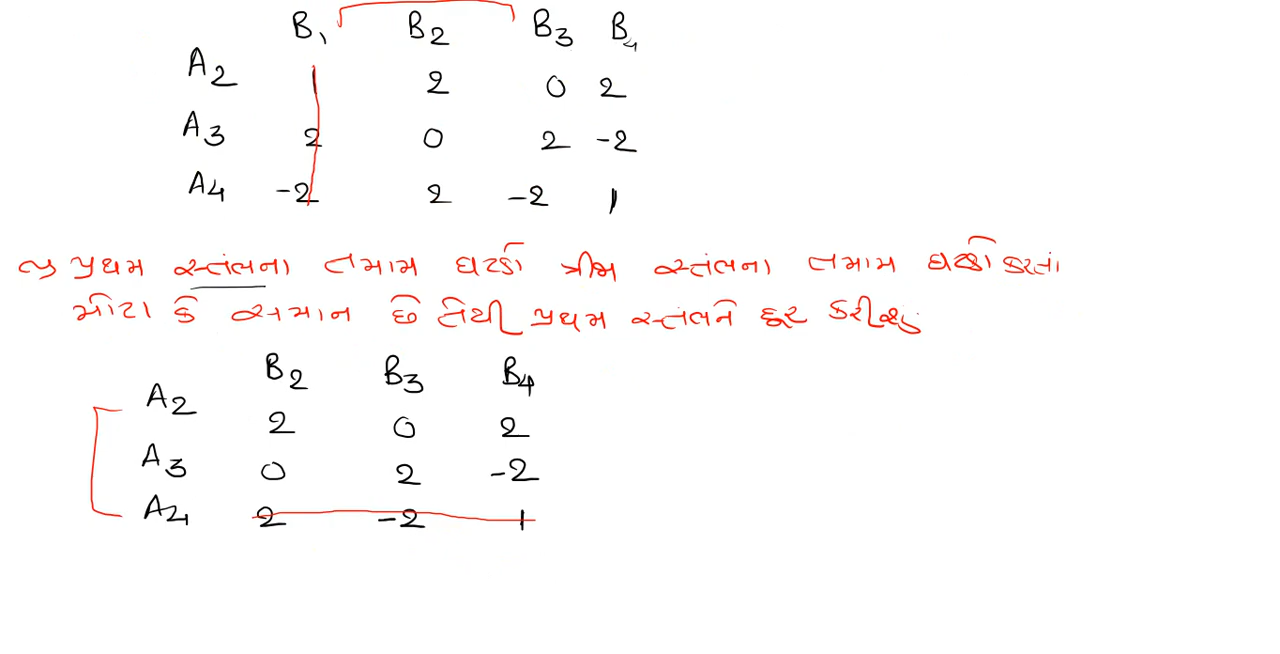 B1 B2 B3 B4
A2 1 2 0 2
A3 2 0 2 -2
A4 -2 2 -2 1
પ્રથમ સ્તંભના તમામ ઘટકો ત્રીજા સ્તંભના તમામ ઘટકો કરતાં
મોટા કે સમાન છે તેથી પ્રથમ સ્તંભને દૂર કરીશું
B2 B3 B4
A2 2 0 2
A3 0 2 -2
A4 2 -2 1